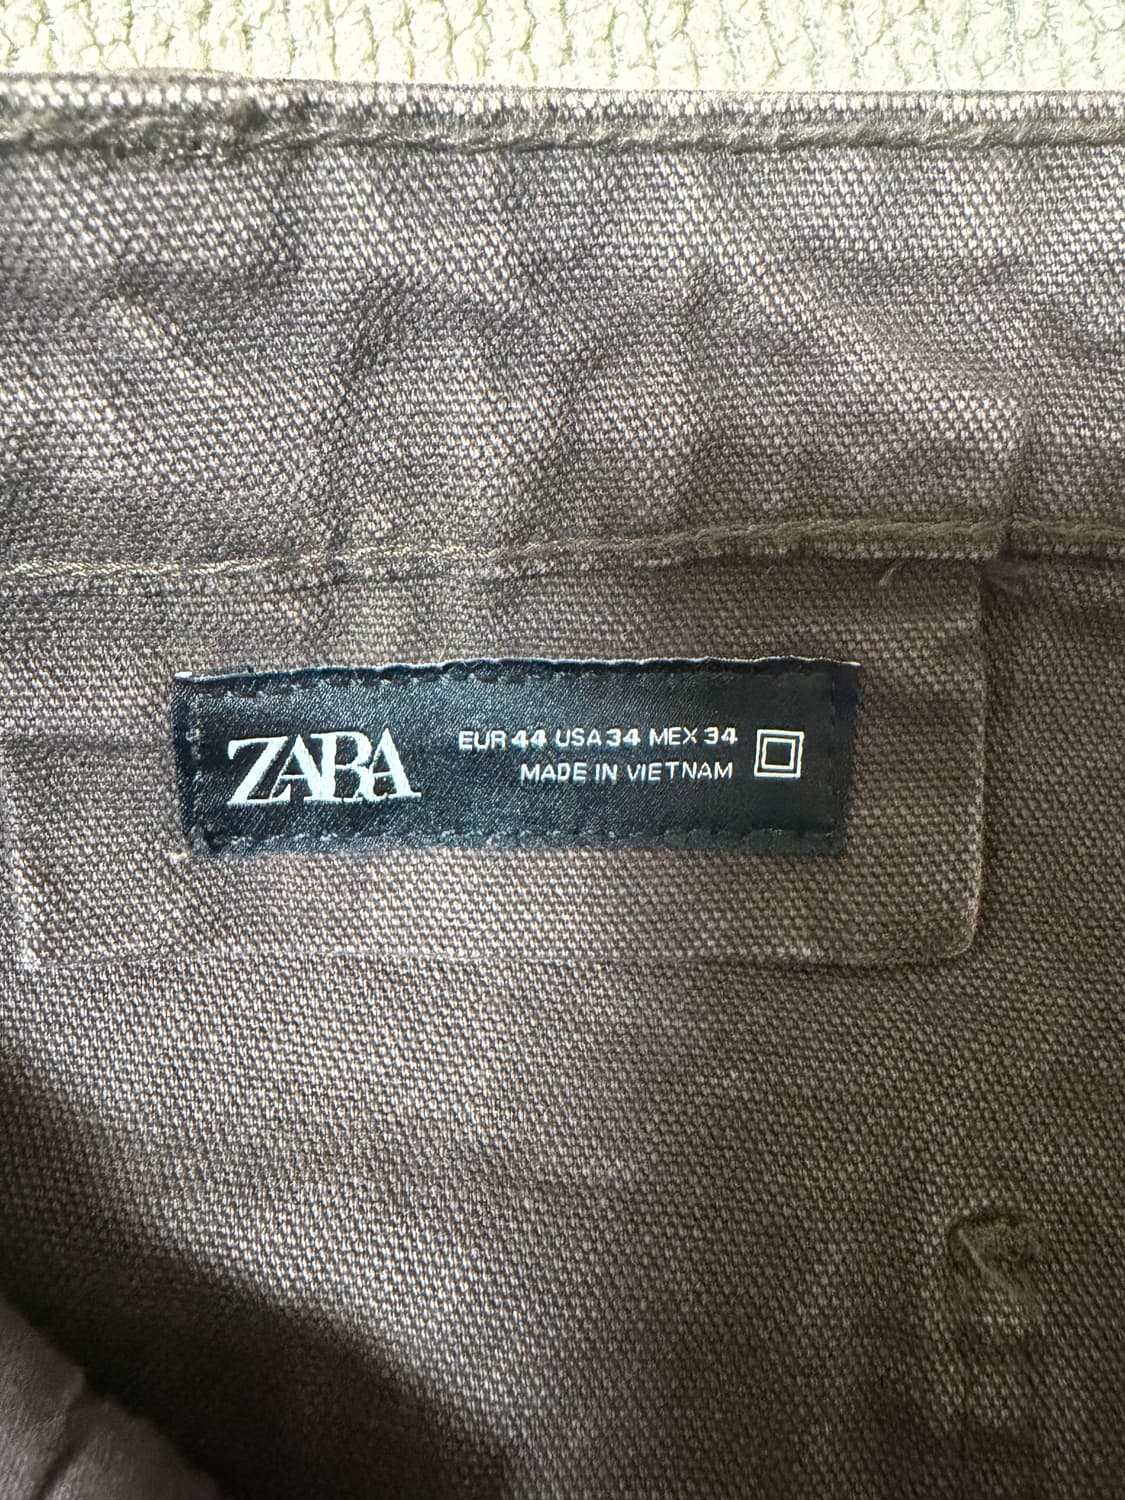 ZARA
EUR 44 USA 34 MEX 34
MADE IN VIETNAM